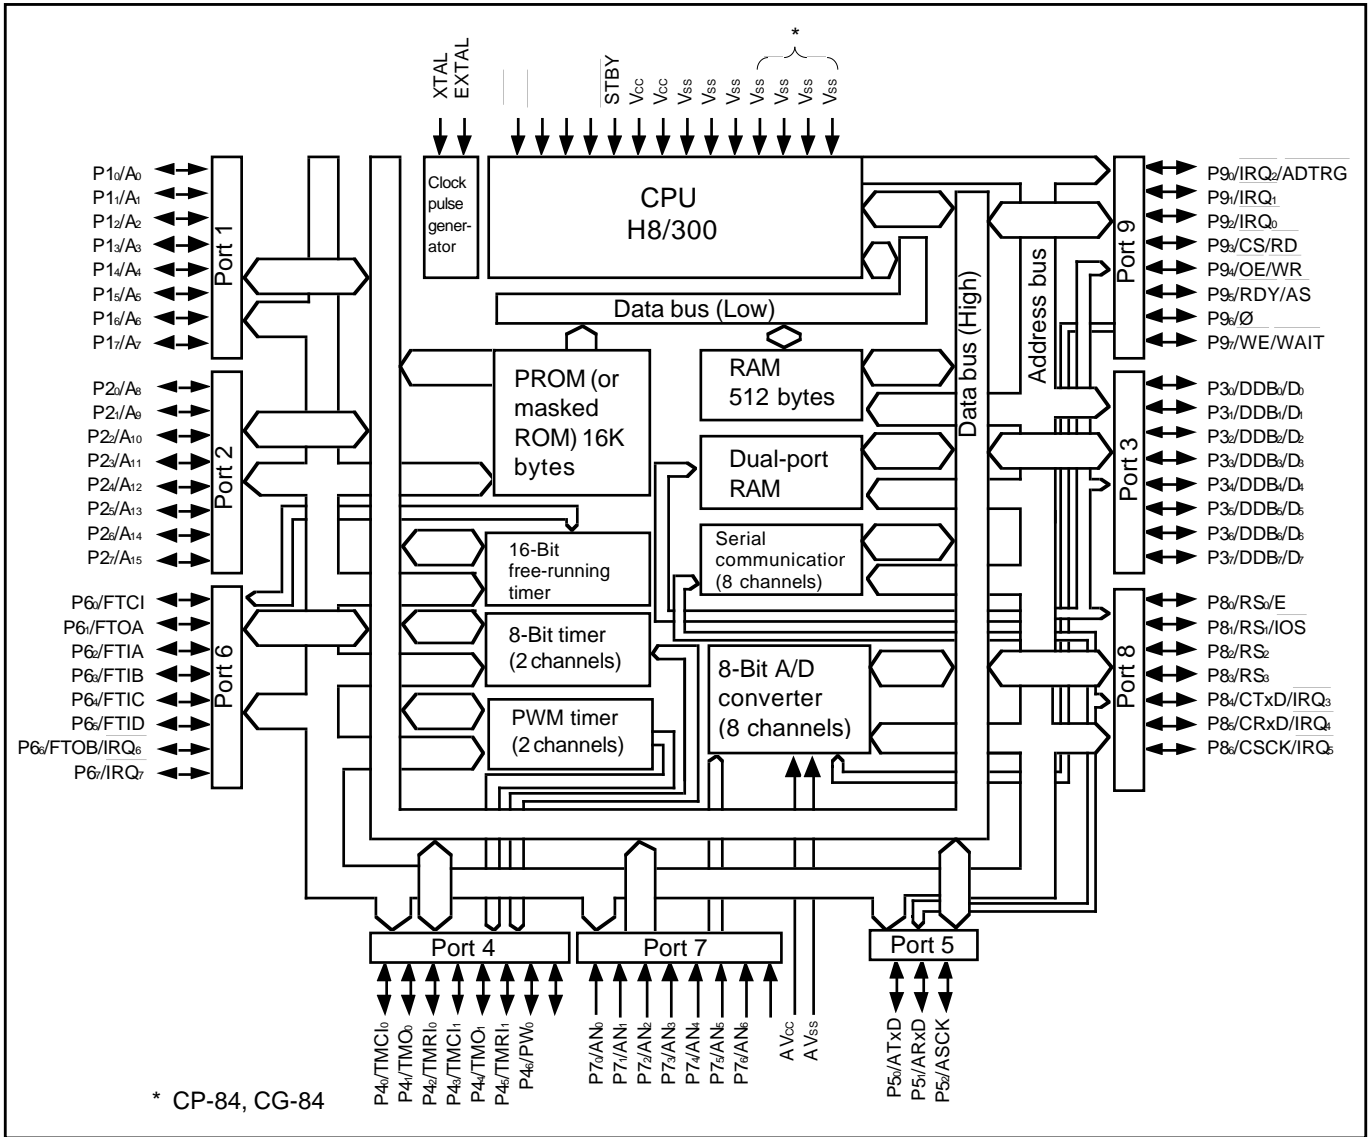 *
XTAL
EXTAL
STBY
Vcc
Vcc
Vss
Vss
Vss
Vss
Vss
Vss
Vss
Clock
pulse
gener-
ator
CPU
H8/300
Data bus (Low)
Data bus (High)
Address bus
PROM (or
masked
ROM) 16K
bytes
RAM
512 bytes
Dual-port
RAM
16-Bit
free-running
timer
Serial
communication
(8 channels)
8-Bit timer
(2 channels)
8-Bit A/D
converter
(8 channels)
PWM timer
(2 channels)
Port 1
P1₀/A₀
P1₁/A₁
P1₂/A₂
P1₃/A₃
P1₄/A₄
P1₅/A₅
P1₆/A₆
P1₇/A₇
Port 2
P2₀/A₈
P2₁/A₉
P2₂/A₁₀
P2₃/A₁₁
P2₄/A₁₂
P2₅/A₁₃
P2₆/A₁₄
P2₇/A₁₅
Port 6
P6₀/FTCI
P6₁/FTOA
P6₂/FTIA
P6₃/FTIB
P6₄/FTIC
P6₅/FTID
P6₆/FTOB/IRQ₆
P6₇/IRQ₇
Port 9
P9₀/IRQ₂/ADTRG
P9₁/IRQ₁
P9₂/IRQ₀
P9₃/CS/RD
P9₄/OE/WR
P9₅/RDY/AS
P9₆/Ø
P9₇/WE/WAIT
Port 3
P3₀/DDB₀/D₀
P3₁/DDB₁/D₁
P3₂/DDB₂/D₂
P3₃/DDB₃/D₃
P3₄/DDB₄/D₄
P3₅/DDB₅/D₅
P3₆/DDB₆/D₆
P3₇/DDB₇/D₇
Port 8
P8₀/RS₀/E
P8₁/RS₁/IOS
P8₂/RS₂
P8₃/RS₃
P8₄/CTxD/IRQ₃
P8₅/CRxD/IRQ₄
P8₆/CSCK/IRQ₅
Port 4
P4₀/TMCI₀
P4₁/TMO₀
P4₂/TMRI₀
P4₃/TMCI₁
P4₄/TMO₁
P4₅/TMRI₁
P4₆/PW₀
Port 7
P7₀/AN₀
P7₁/AN₁
P7₂/AN₂
P7₃/AN₃
P7₄/AN₄
P7₅/AN₅
P7₆/AN₆
AVcc
AVss
Port 5
P5₀/ATxD
P5₁/ARxD
P5₂/ASCK
* CP-84, CG-84